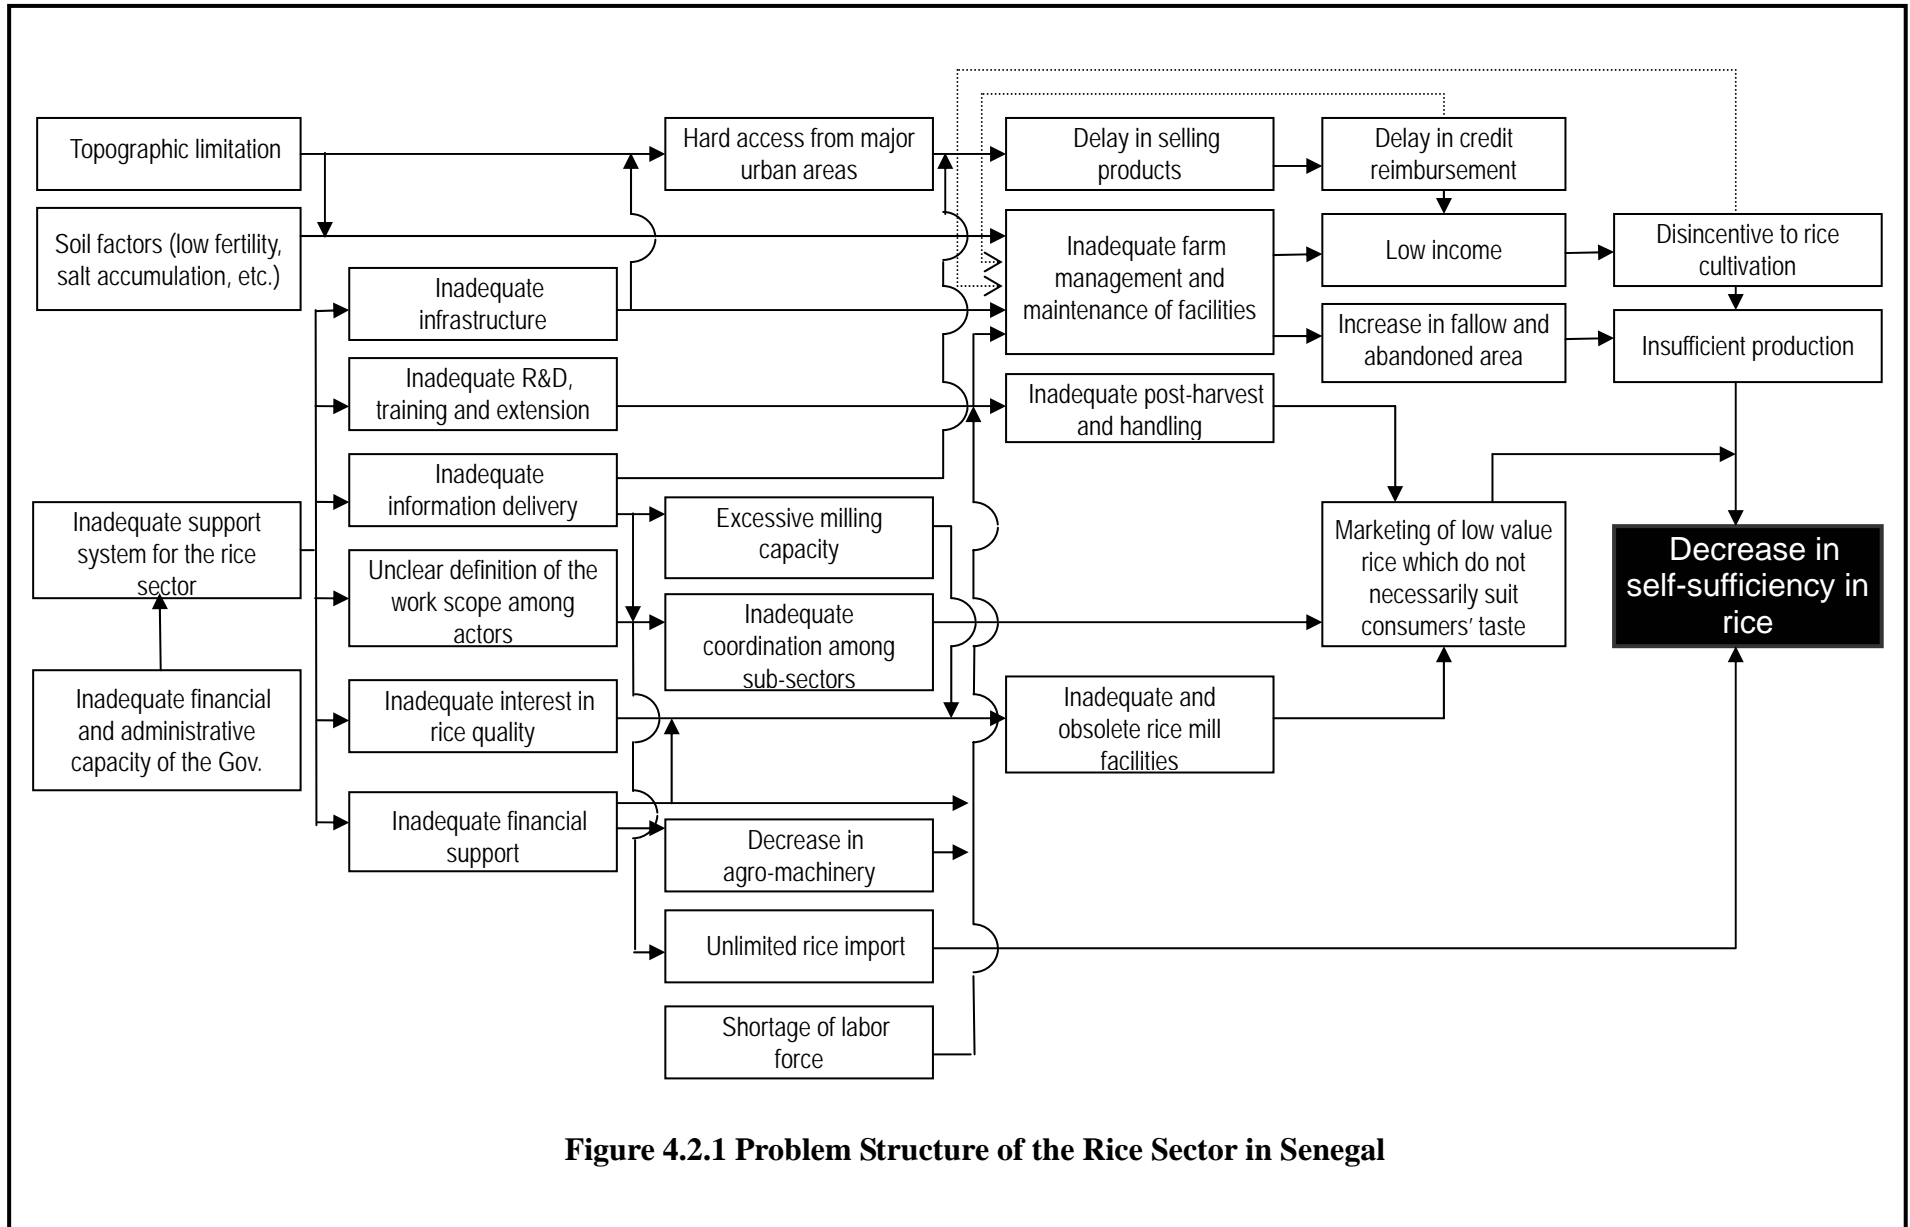 Topographic limitation
Hard access from major
urban areas
Delay in selling
products
Delay in credit
reimbursement
Soil factors (low fertility,
salt accumulation, etc.)
Inadequate farm
management and
maintenance of facilities
Low income
Disincentive to rice
cultivation
Inadequate
infrastructure
Increase in fallow and
abandoned area
Insufficient production
Inadequate R&D,
training and extension
Inadequate post-harvest
and handling
Inadequate
information delivery
Inadequate support
system for the rice
sector
Excessive milling
capacity
Marketing of low value
rice which do not
necessarily suit
consumers' taste
Decrease in
self-sufficiency in
rice
Unclear definition of the
work scope among
actors
Inadequate
coordination among
sub-sectors
Inadequate financial
and administrative
capacity of the Gov.
Inadequate interest in
rice quality
Inadequate and
obsolete rice mill
facilities
Inadequate financial
support
Decrease in
agro-machinery
Unlimited rice import
Shortage of labor
force
Figure 4.2.1 Problem Structure of the Rice Sector in Senegal